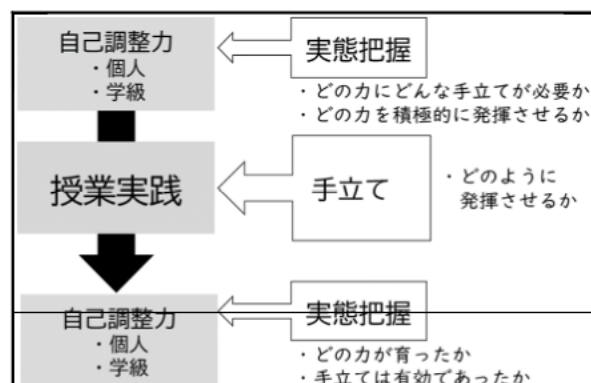 自己調整力
・個人
・学級
実態把握
・どの力にどんな手立てが必要か
・どの力を積極的に発揮させるか
授業実践
手立て
・どのように
発揮させるか
自己調整力
・個人
・学級
実態把握
・どの力が育ったか
・手立ては有効であったか